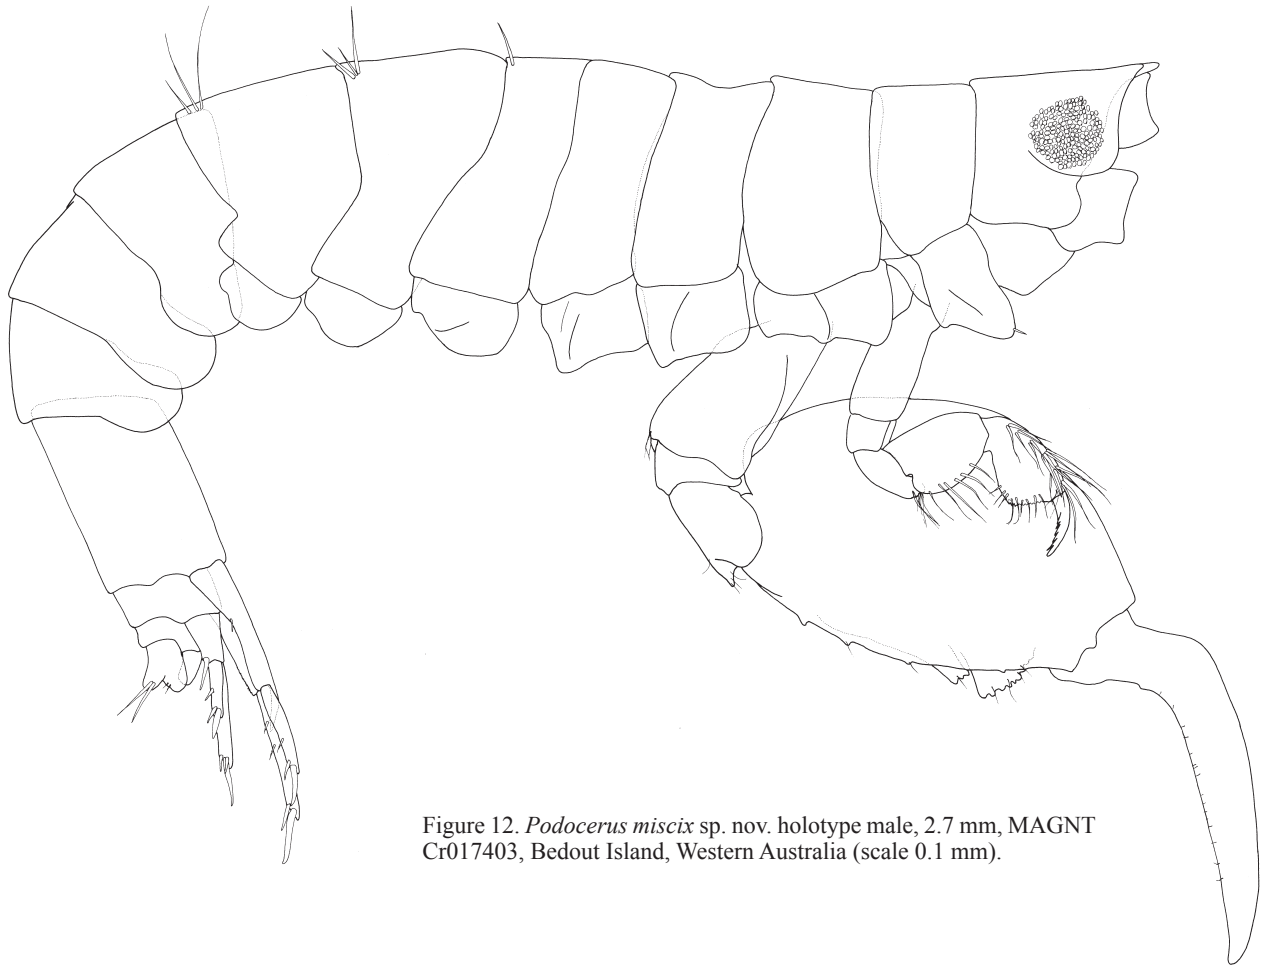 Figure 12. Podocerus miscix sp. nov. holotype male, 2.7 mm, MAGNT
Cr017403, Bedout Island, Western Australia (scale 0.1 mm).